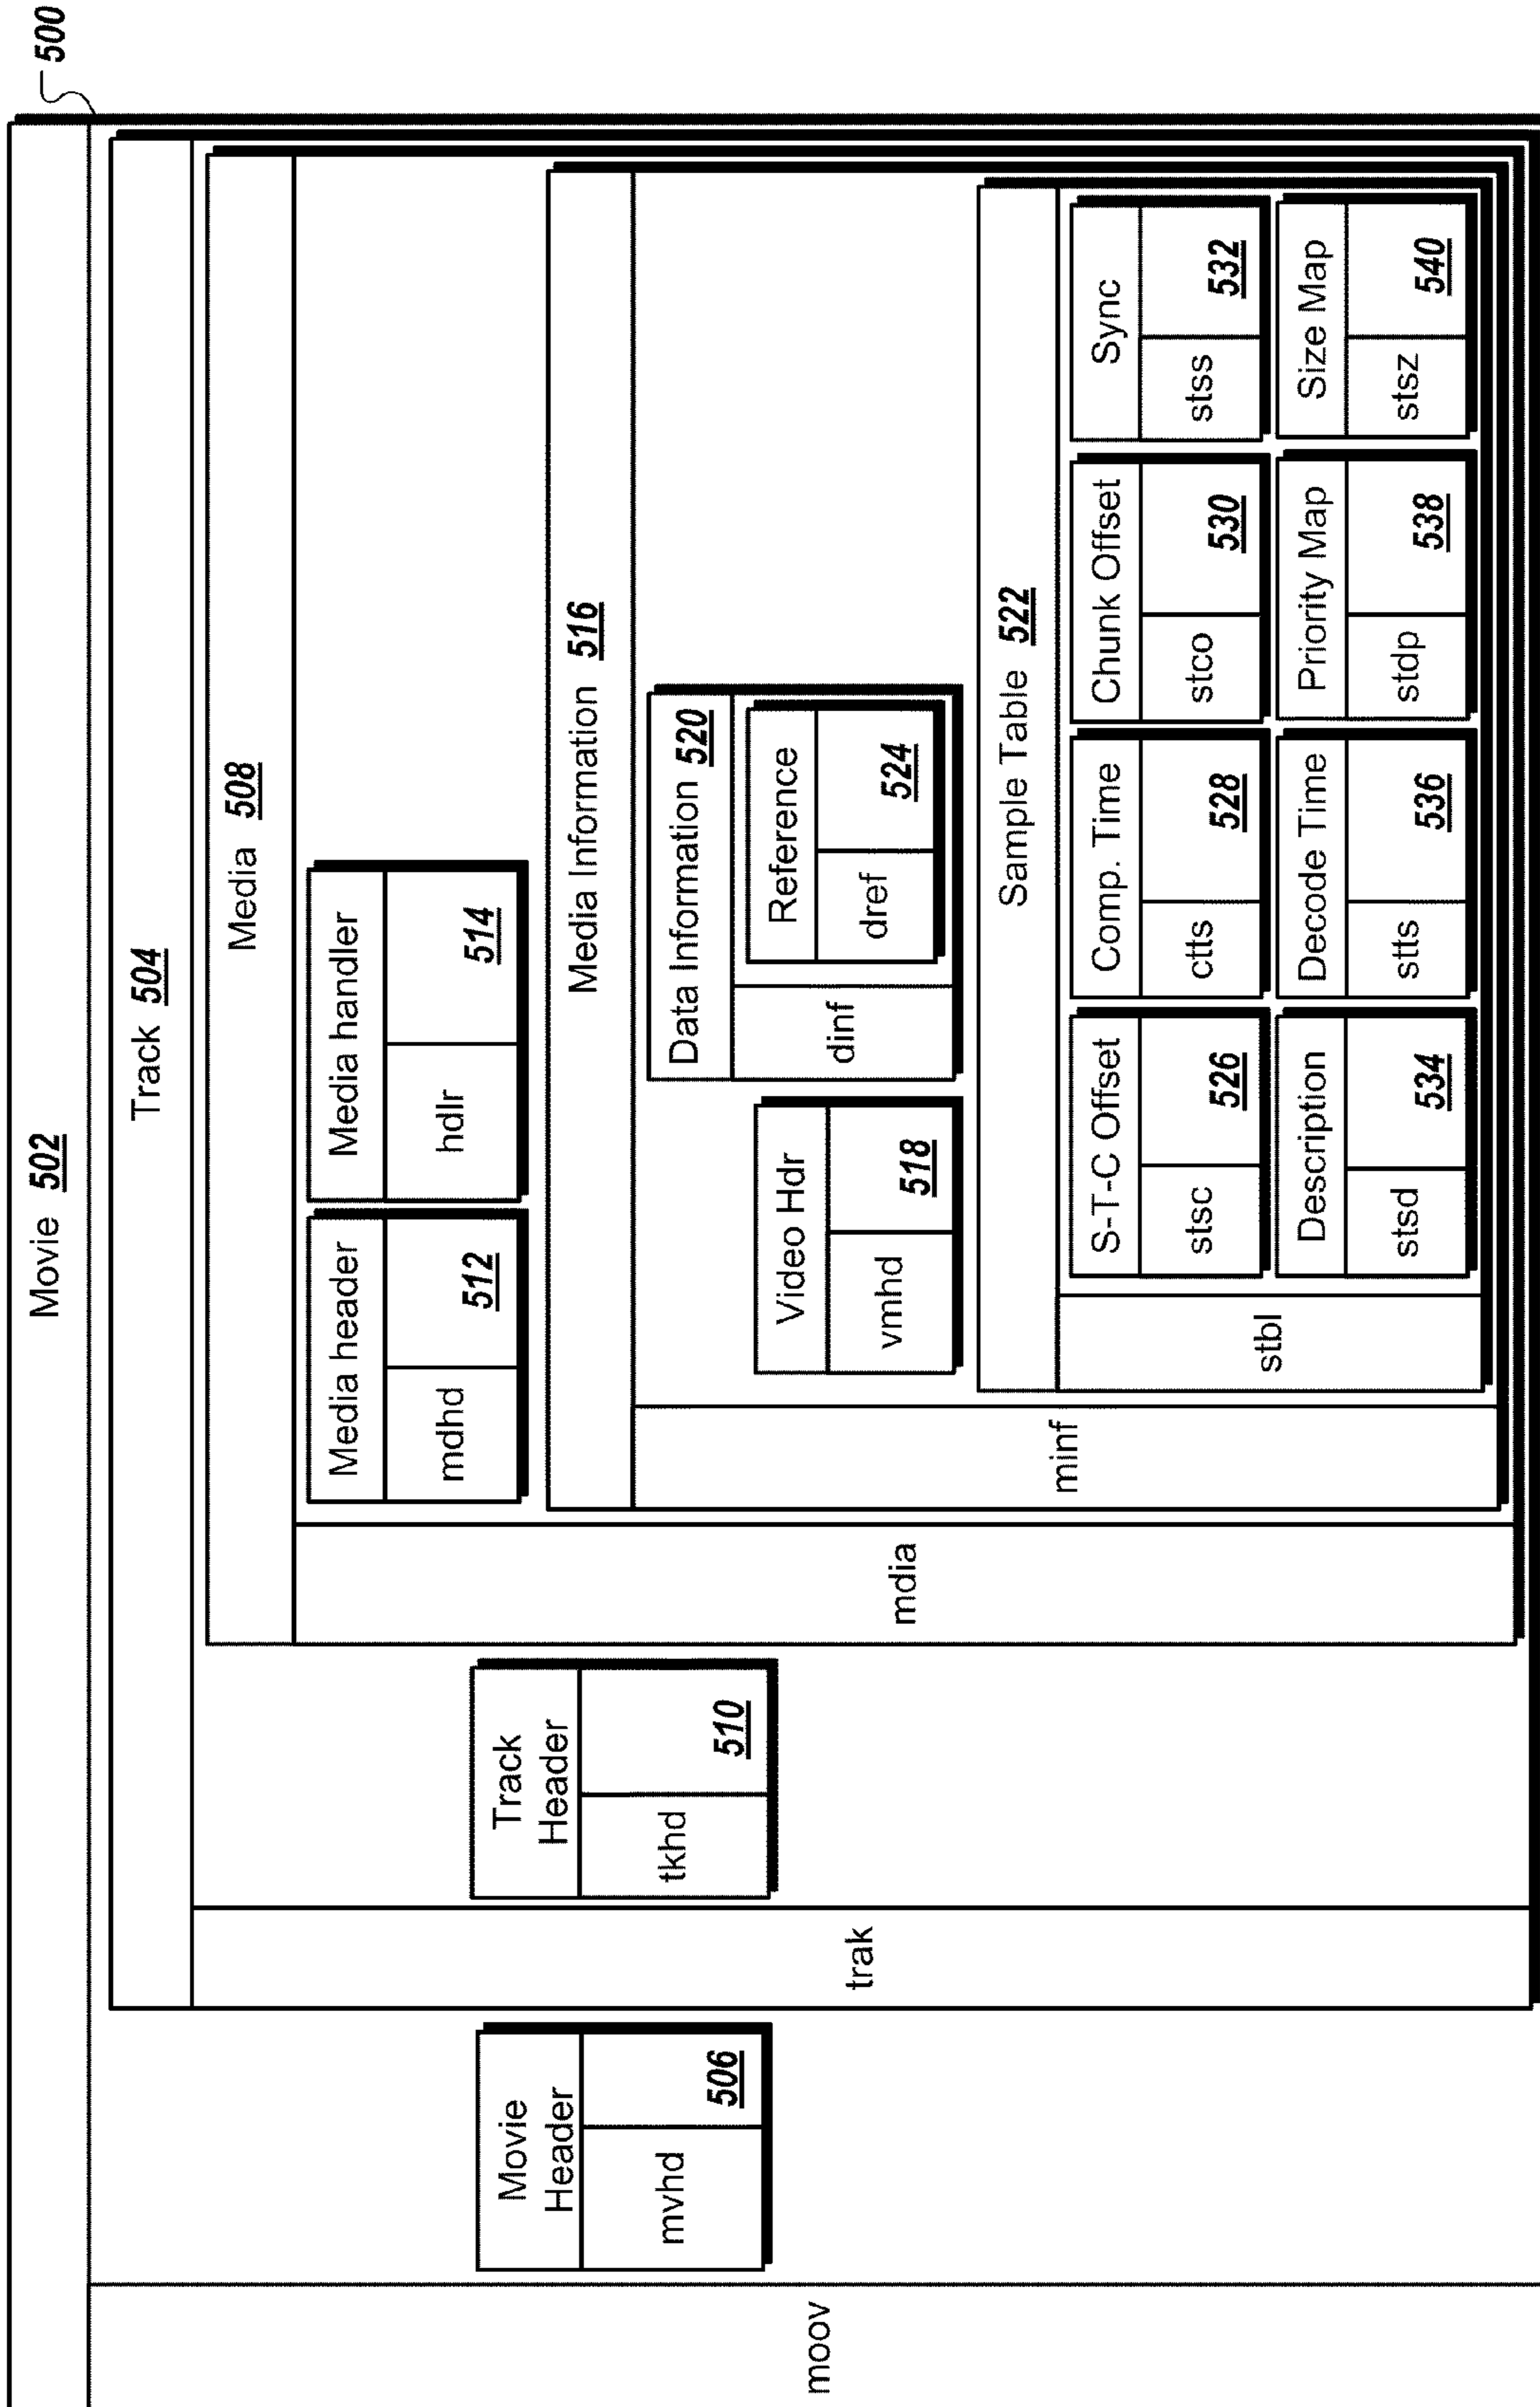 500
Movie 502
Track 504
Media 508
Media header
mdhd
512
Media handler
hdlr
514
Media Information 516
Data Information 520
Reference
dref
524
dinf
Video Hdr
vmhd
518
Sample Table 522
S-T-C Offset
stsc
526
Comp. Time
ctts
528
Chunk Offset
stco
530
Sync
stss
532
Description
stsd
534
Decode Time
stts
536
Priority Map
stdp
538
Size Map
stsz
540
stbl
minf
mdia
Track
Header
tkhd
510
trak
Movie
Header
mvhd
506
moov